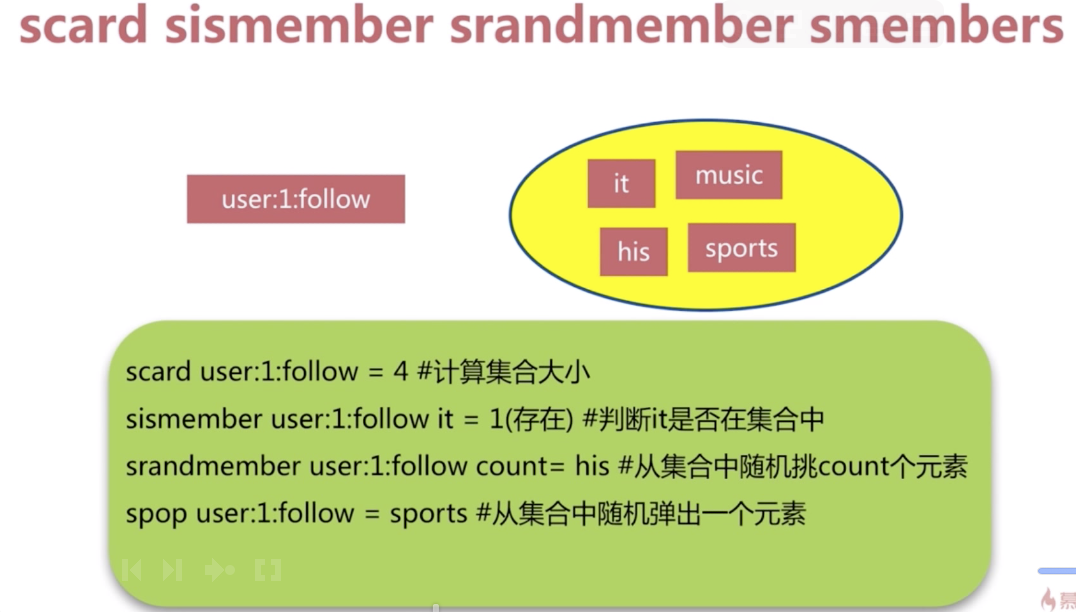 scard sismember srandmember smembers
user:1:follow
it
music
his
sports
scard user:1:follow = 4 #计算集合大小
sismember user:1:follow it = 1(存在) #判断it是否在集合中
srandmember user:1:follow count= his #从集合中随机挑count个元素
spop user:1:follow = sports #从集合中随机弹出一个元素
慕